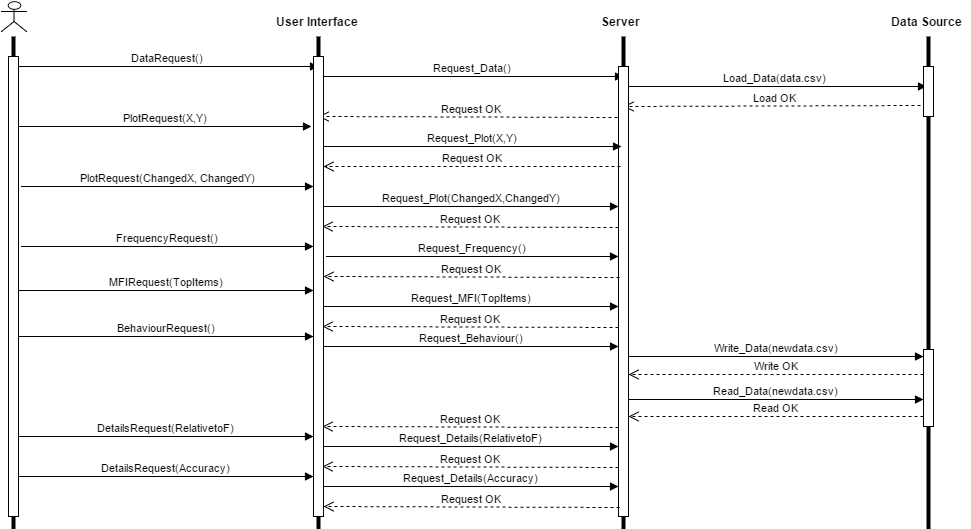 User Interface
Server
Data Source
DataRequest()
Request_Data()
Load_Data(data.csv)
Load OK
Request OK
PlotRequest(X,Y)
Request_Plot(X,Y)
Request OK
PlotRequest(ChangedX, ChangedY)
Request_Plot(ChangedX,ChangedY)
Request OK
FrequencyRequest()
Request_Frequency()
Request OK
MFIRequest(TopItems)
Request_MFI(TopItems)
Request OK
BehaviourRequest()
Request_Behaviour()
Write_Data(newdata.csv)
Write OK
Read_Data(newdata.csv)
Read OK
Request OK
DetailsRequest(RelativetoF)
Request_Details(RelativetoF)
Request OK
DetailsRequest(Accuracy)
Request_Details(Accuracy)
Request OK